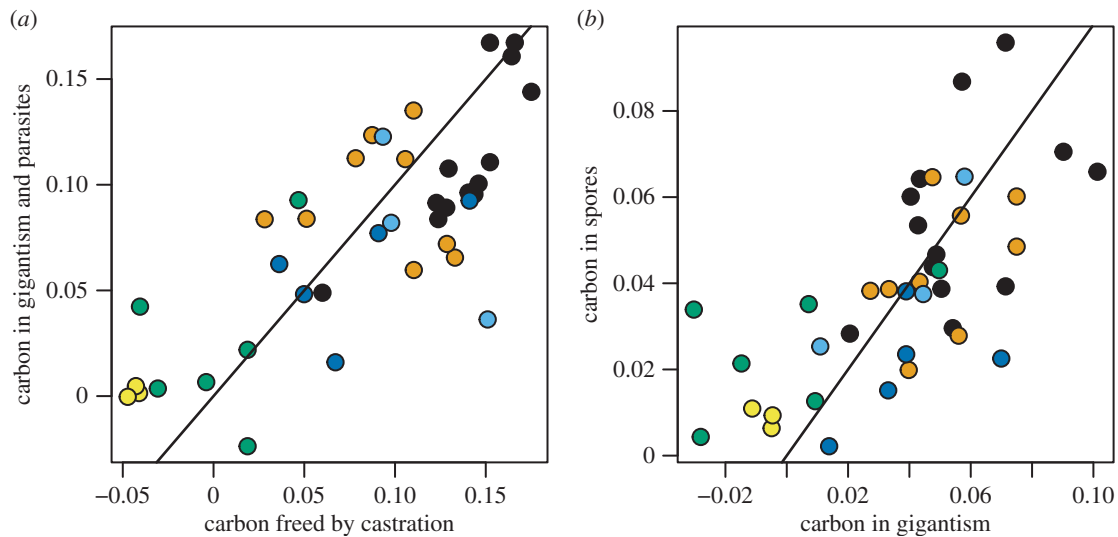 (a)
carbon in gigantism and parasites
0.15
0.10
0.05
0
−0.05 0 0.05 0.10 0.15
carbon freed by castration
(b)
carbon in spores
0.08
0.06
0.04
0.02
0
−0.02 0.02 0.06 0.10
carbon in gigantism